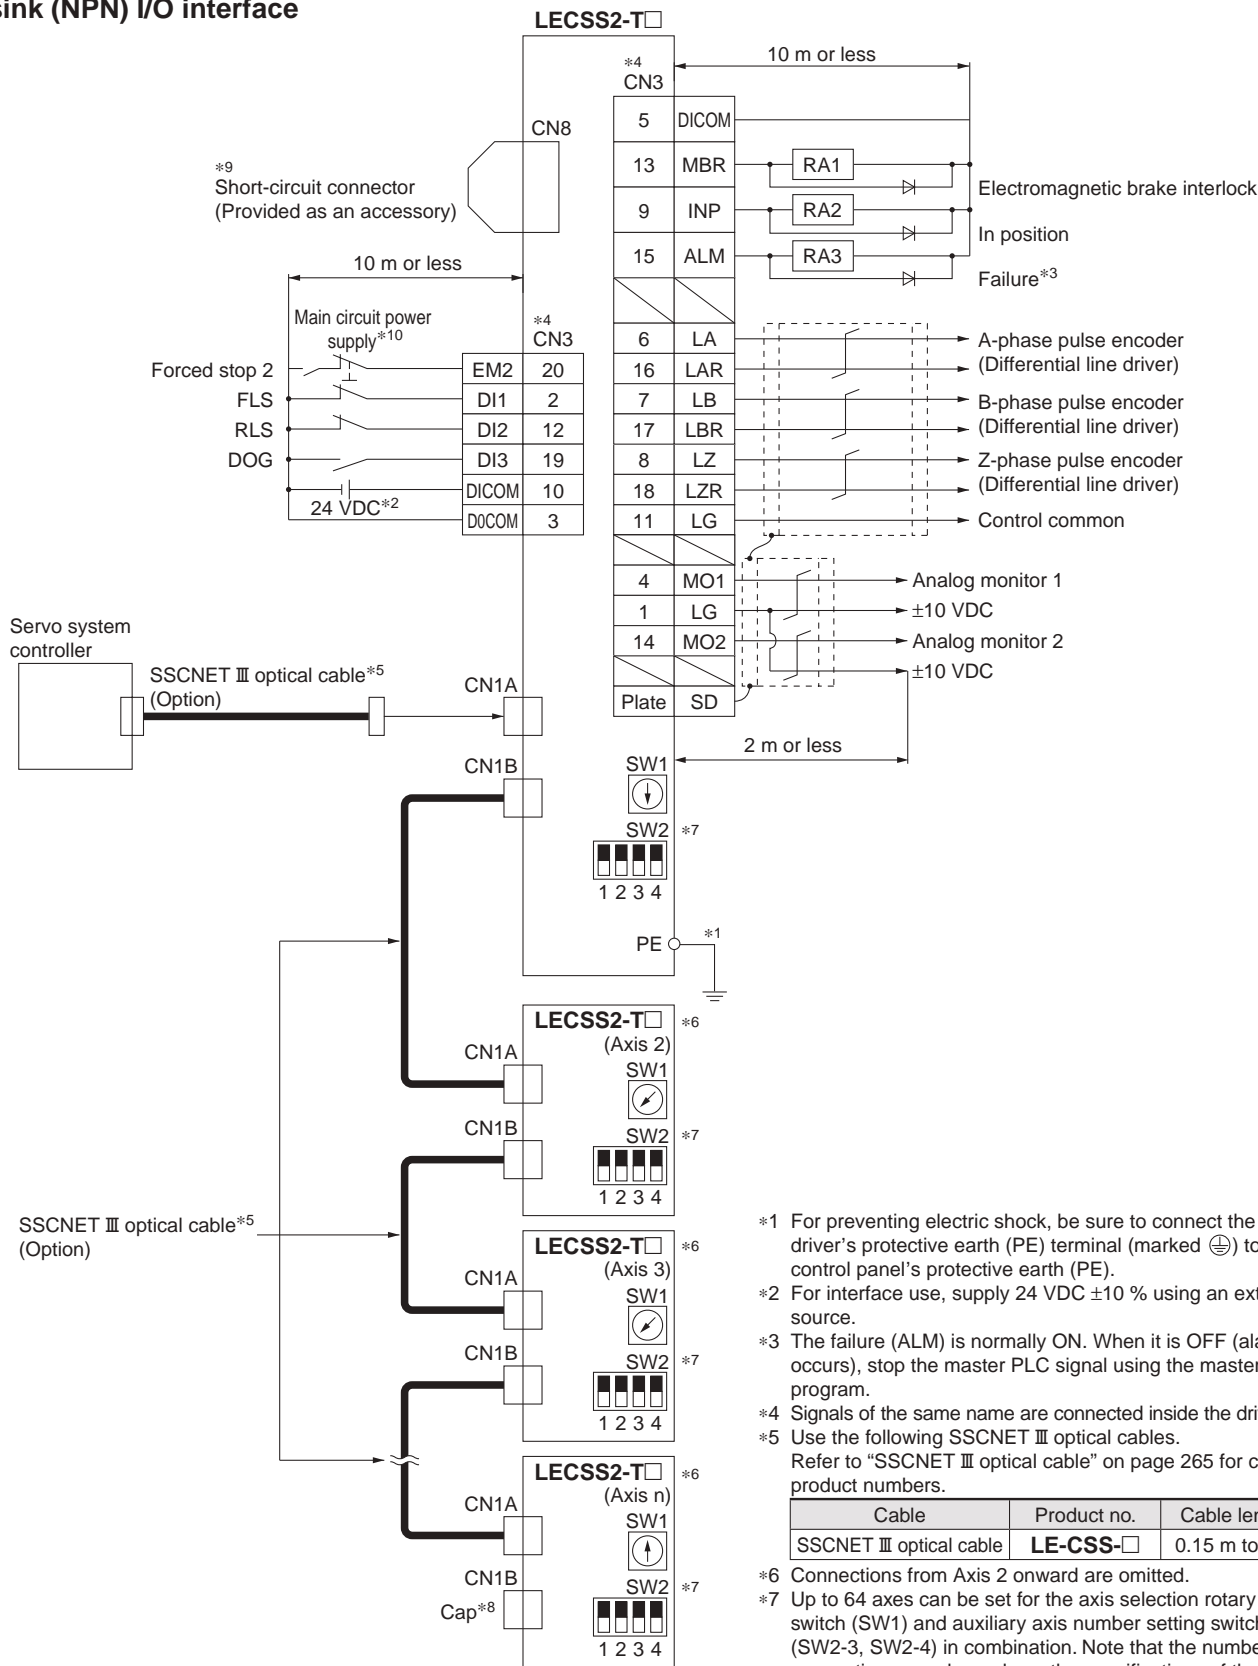 sink (NPN) I/O interface
LECSS2-T□
*4
CN3
10 m or less
CN8
*9
Short-circuit connector
(Provided as an accessory)
5 DICOM
13 MBR RA1
Electromagnetic brake interlock
9 INP RA2
In position
15 ALM RA3
Failure*3
10 m or less
Main circuit power
supply*10
*4
CN3
Forced stop 2 EM2 20
FLS DI1 2
RLS DI2 12
DOG DI3 19
DICOM 10
24 VDC*2
D0COM 3
6 LA A-phase pulse encoder
16 LAR (Differential line driver)
7 LB B-phase pulse encoder
17 LBR (Differential line driver)
8 LZ Z-phase pulse encoder
18 LZR (Differential line driver)
11 LG Control common
4 MO1 Analog monitor 1
1 LG ±10 VDC
14 MO2 Analog monitor 2
±10 VDC
Plate SD
2 m or less
Servo system
controller
SSCNET Ⅲ optical cable*5
(Option)
CN1A
CN1B
SW1
SW2 *7
1 2 3 4
PE *1
LECSS2-T□ *6
(Axis 2)
CN1A
SW1
CN1B
SW2 *7
1 2 3 4
SSCNET Ⅲ optical cable*5
(Option)
LECSS2-T□ *6
(Axis 3)
CN1A
SW1
CN1B
SW2 *7
1 2 3 4
LECSS2-T□ *6
(Axis n)
CN1A
SW1
CN1B
Cap*8
SW2 *7
1 2 3 4
*1 For preventing electric shock, be sure to connect the
driver's protective earth (PE) terminal (marked ⏚) to
control panel's protective earth (PE).
*2 For interface use, supply 24 VDC ±10 % using an ext
source.
*3 The failure (ALM) is normally ON. When it is OFF (ala
occurs), stop the master PLC signal using the master
program.
*4 Signals of the same name are connected inside the dri
*5 Use the following SSCNET Ⅲ optical cables.
Refer to “SSCNET Ⅲ optical cable” on page 265 for c
product numbers.
Cable Product no. Cable len
SSCNET Ⅲ optical cable LE-CSS-□ 0.15 m to
*6 Connections from Axis 2 onward are omitted.
*7 Up to 64 axes can be set for the axis selection rotary
switch (SW1) and auxiliary axis number setting switch
(SW2-3, SW2-4) in combination. Note that the number